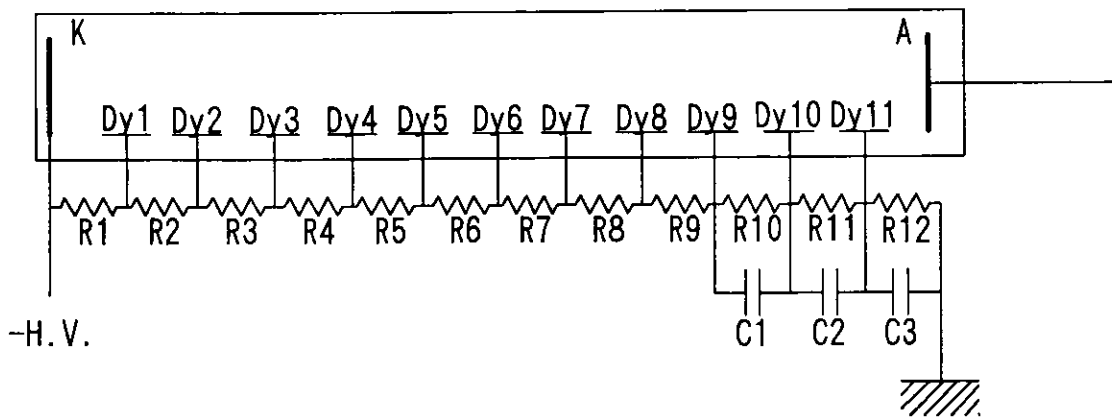 K A
Dy1 Dy2 Dy3 Dy4 Dy5 Dy6 Dy7 Dy8 Dy9 Dy10 Dy11
R1 R2 R3 R4 R5 R6 R7 R8 R9 R10 R11 R12
-H.V. C1 C2 C3